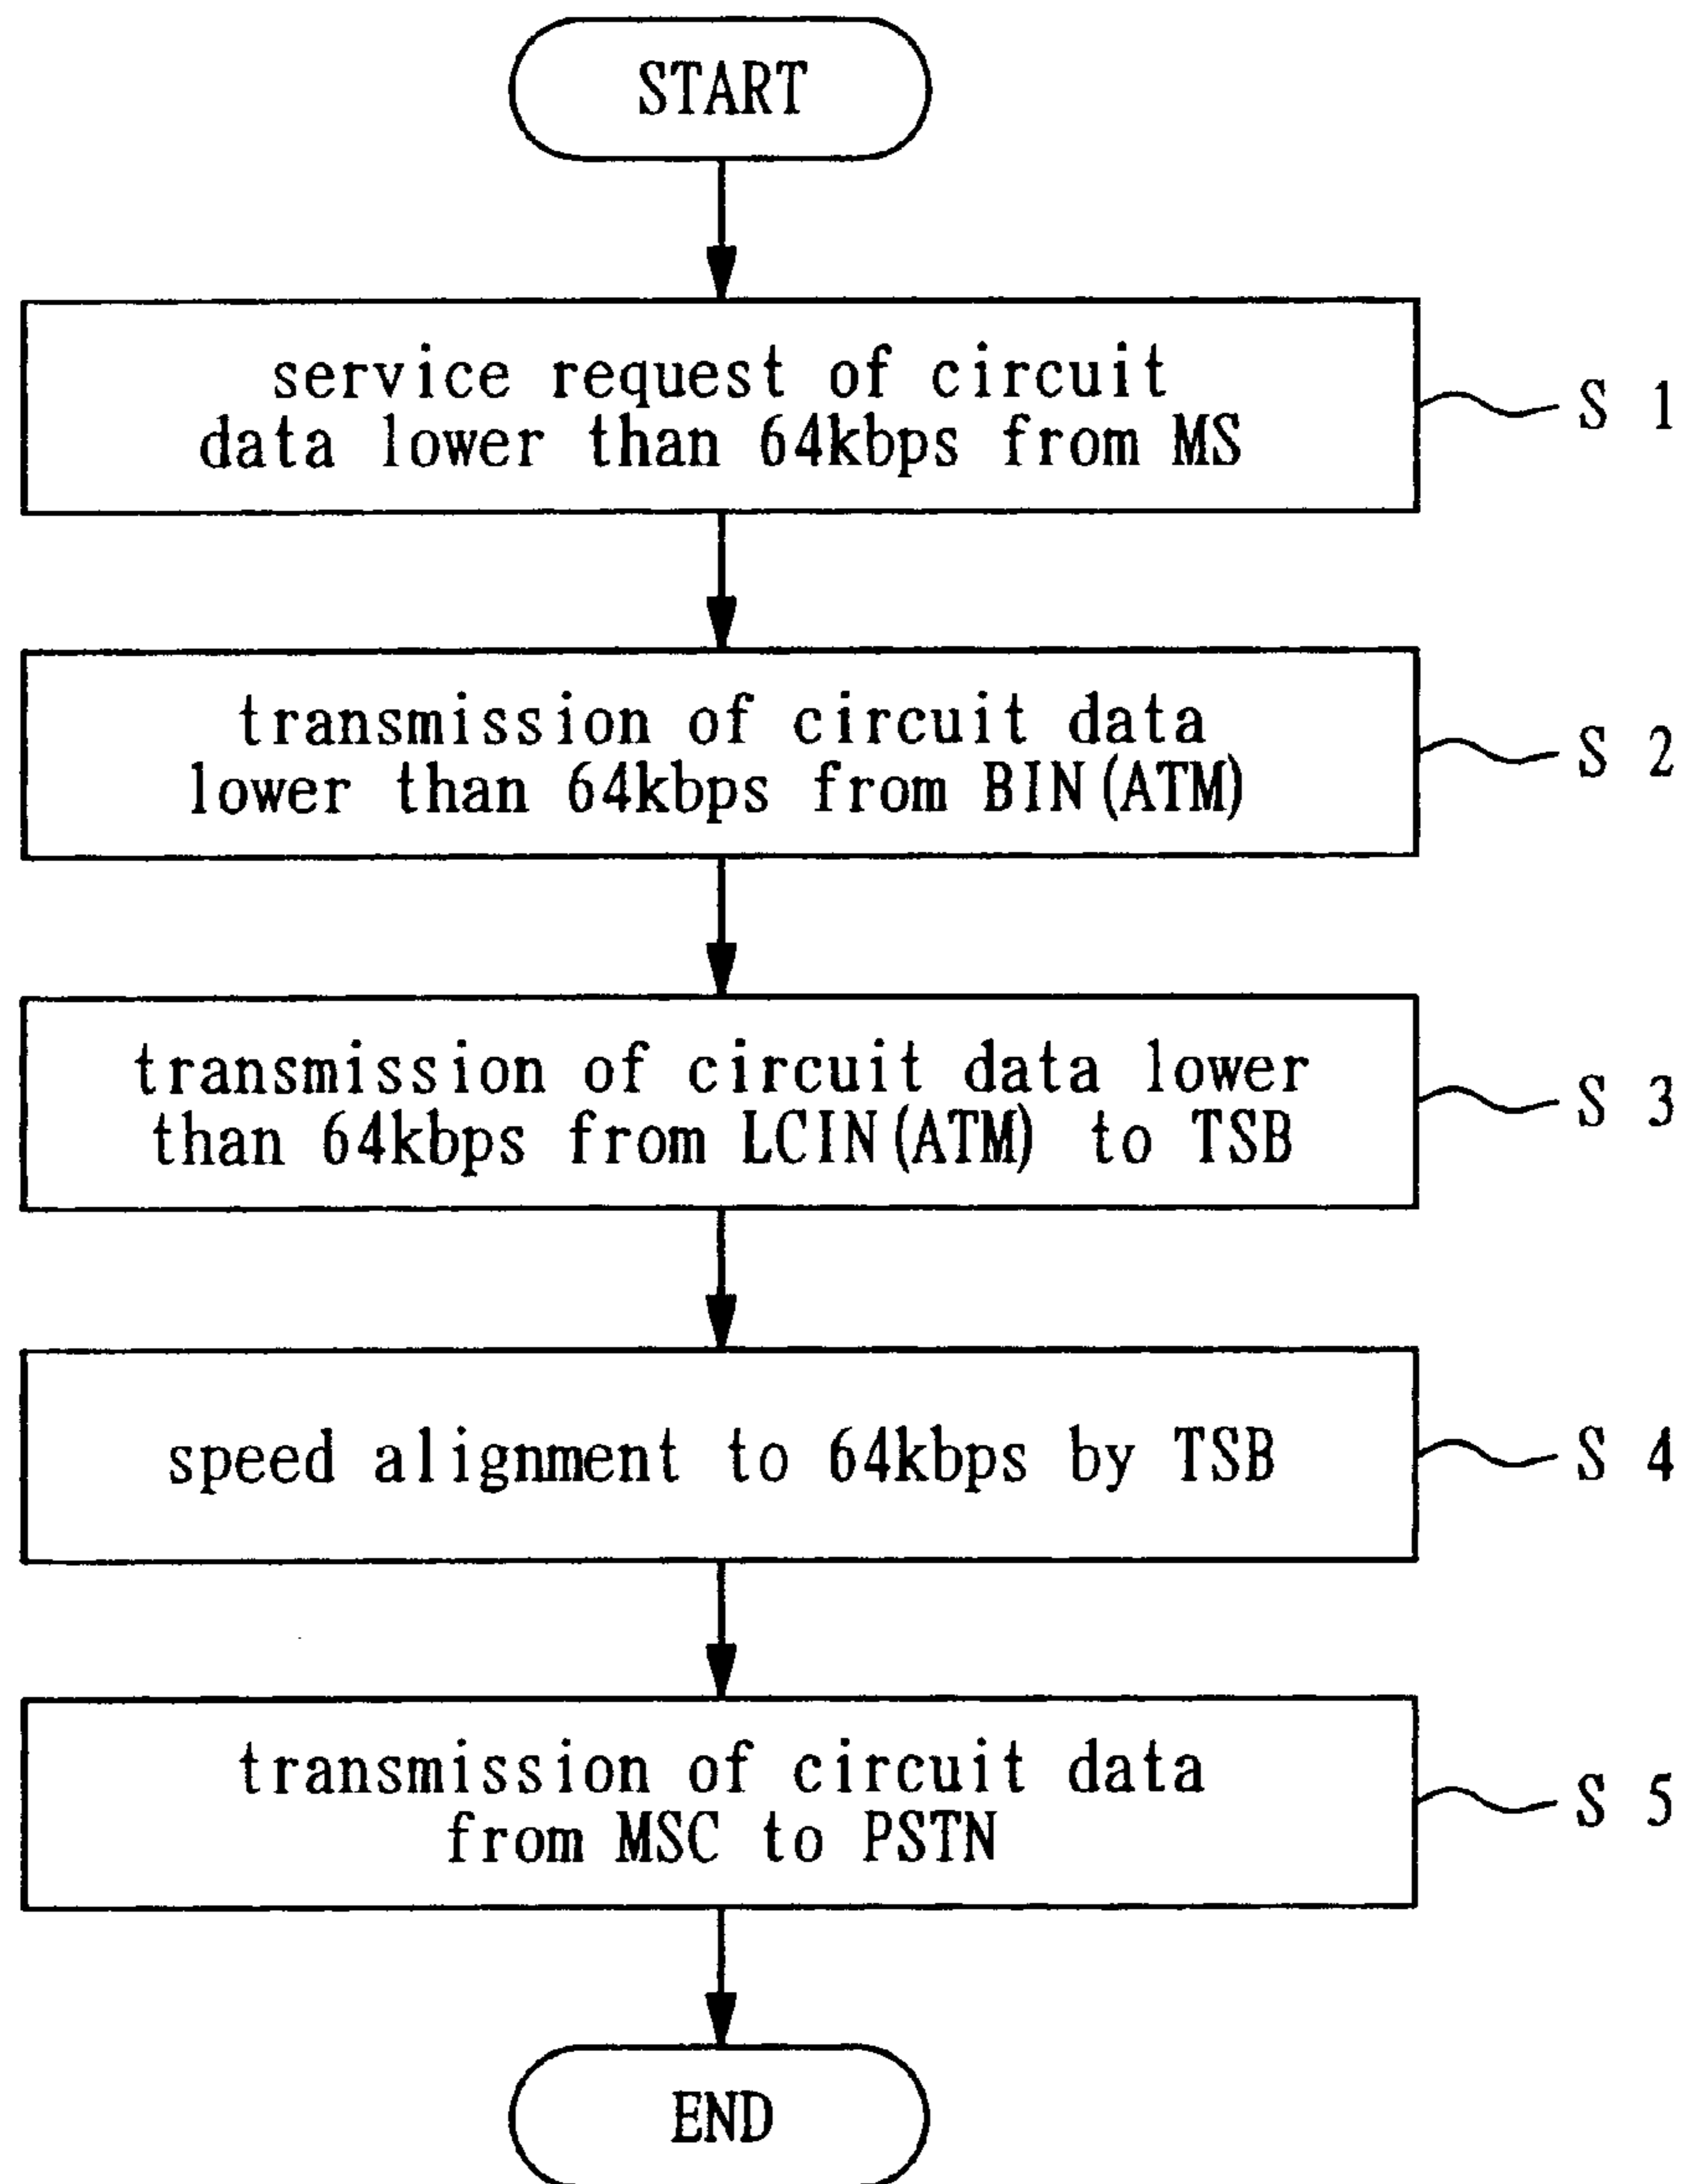 START
service request of circuit
data lower than 64kbps from MS
S 1
transmission of circuit data
lower than 64kbps from BIN(ATM)
S 2
transmission of circuit data lower
than 64kbps from LCIN(ATM) to TSB
S 3
speed alignment to 64kbps by TSB
S 4
transmission of circuit data
from MSC to PSTN
S 5
END